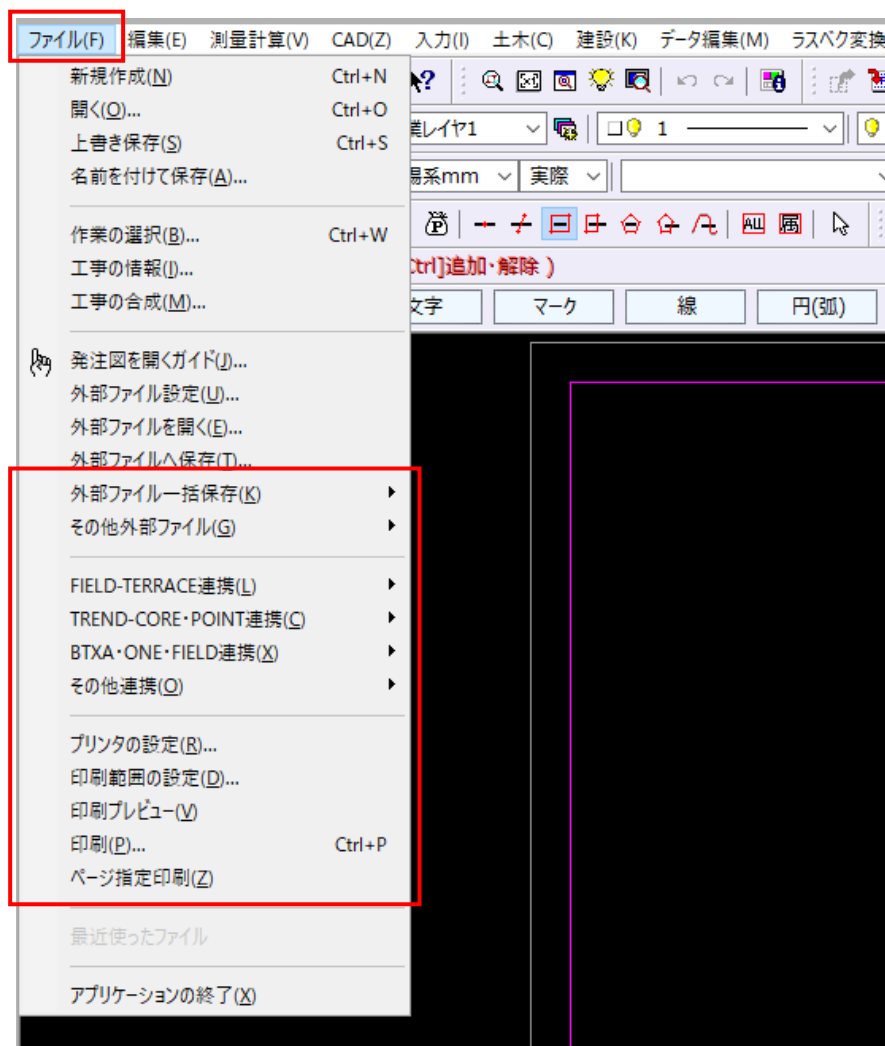 ファイル(F) 編集(E) 測量計算(V) CAD(Z) 入力(I) 土木(C) 建設(K) データ編集(M) ラスベク変換
新規作成(N) Ctrl+N
開く(O)... Ctrl+O
上書き保存(S) Ctrl+S
名前を付けて保存(A)...
作業の選択(B)... Ctrl+W
工事の情報(I)...
工事の合成(M)...
発注図を開くガイド(J)...
外部ファイル設定(U)...
外部ファイルを開く(E)...
外部ファイルへ保存(T)...
外部ファイル一括保存(K)
その他外部ファイル(G)
FIELD-TERRACE連携(L)
TREND-CORE・POINT連携(C)
BTXA・ONE・FIELD連携(X)
その他連携(O)
プリンタの設定(R)...
印刷範囲の設定(D)...
印刷プレビュー(V)
印刷(P)... Ctrl+P
ページ指定印刷(Z)
最近使ったファイル
アプリケーションの終了(X)
業レイヤ1 1
場系mm 実際
P ALL 属
Ctrl]追加・解除 )
文字 マーク 線 円(弧)